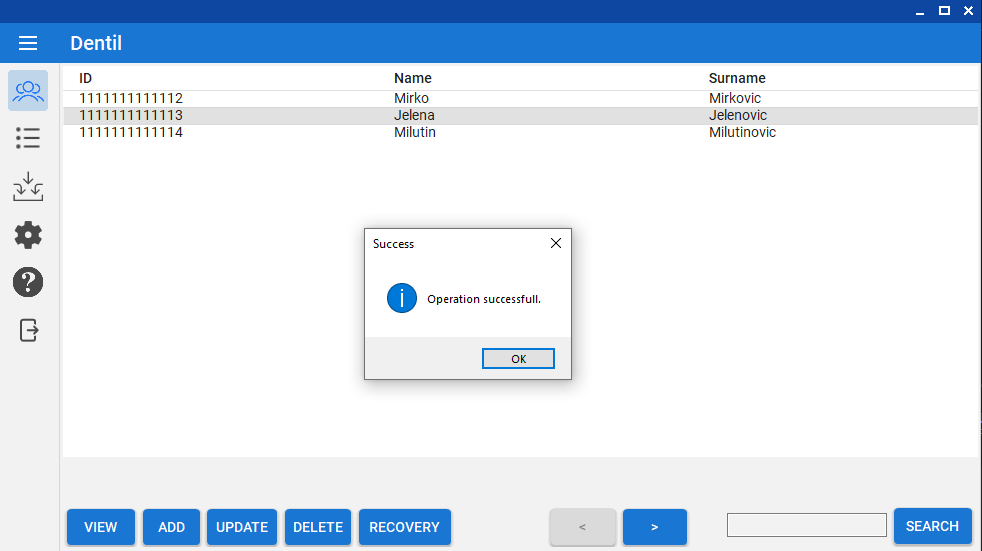 Dentil
ID Name Surname
1111111111112 Mirko Mirkovic
1111111111113 Jelena Jelenovic
1111111111114 Milutin Milutinovic
Success
i Operation successfull.
OK
VIEW ADD UPDATE DELETE RECOVERY < > SEARCH